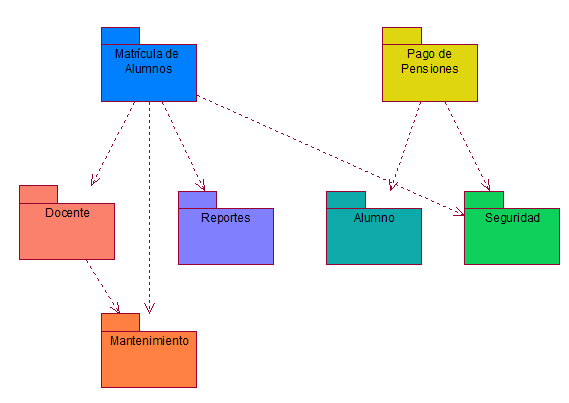 Matrícula de
Alumnos
Pago de
Pensiones
Docente
Reportes
Alumno
Seguridad
Mantenimiento